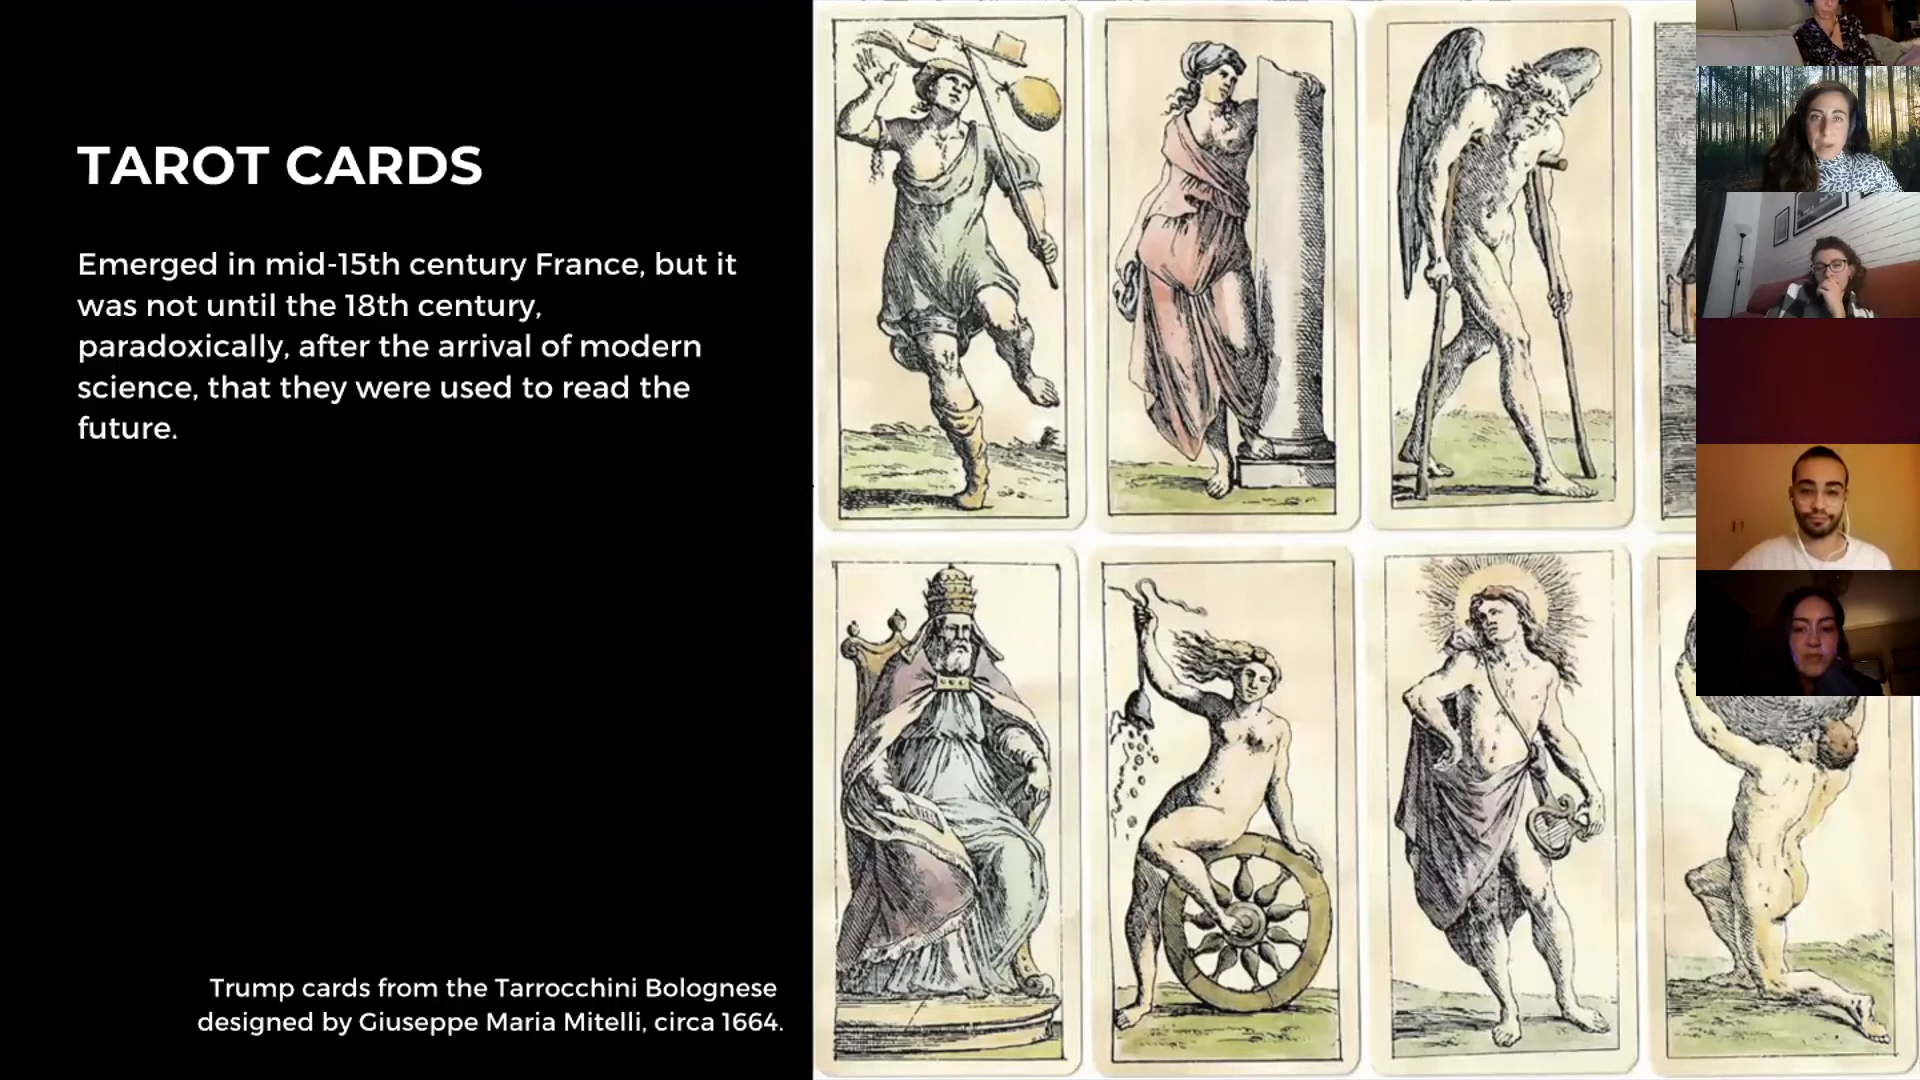 TAROT CARDS
Emerged in mid-15th century France, but it
was not until the 18th century,
paradoxically, after the arrival of modern
science, that they were used to read the
future.
Trump cards from the Tarrocchini Bolognese
designed by Giuseppe Maria Mitelli, circa 1664.